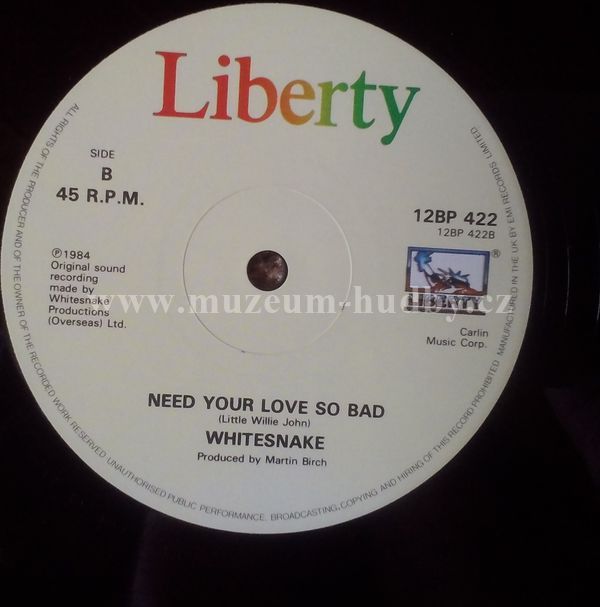 Liberty
SIDE
B
45 R.P.M.
12BP 422
12BP 422B
℗ 1984
Original sound
recording
made by
Whitesnake
Productions
(Overseas) Ltd.
®
LIBERTY
Carlin
Music Corp.
www.muzeum-hudby.cz
NEED YOUR LOVE SO BAD
(Little Willie John)
WHITESNAKE
Produced by Martin Birch
ALL RIGHTS OF THE PRODUCER AND OF THE OWNER OF THE RECORDED WORK RESERVED UNAUTHORISED PUBLIC PERFORMANCE. BROADCASTING, COPYING AND HIRING OF THIS RECORD PROHIBITED MANUFACTURED IN THE UK BY EMI RECORDS LIMITED